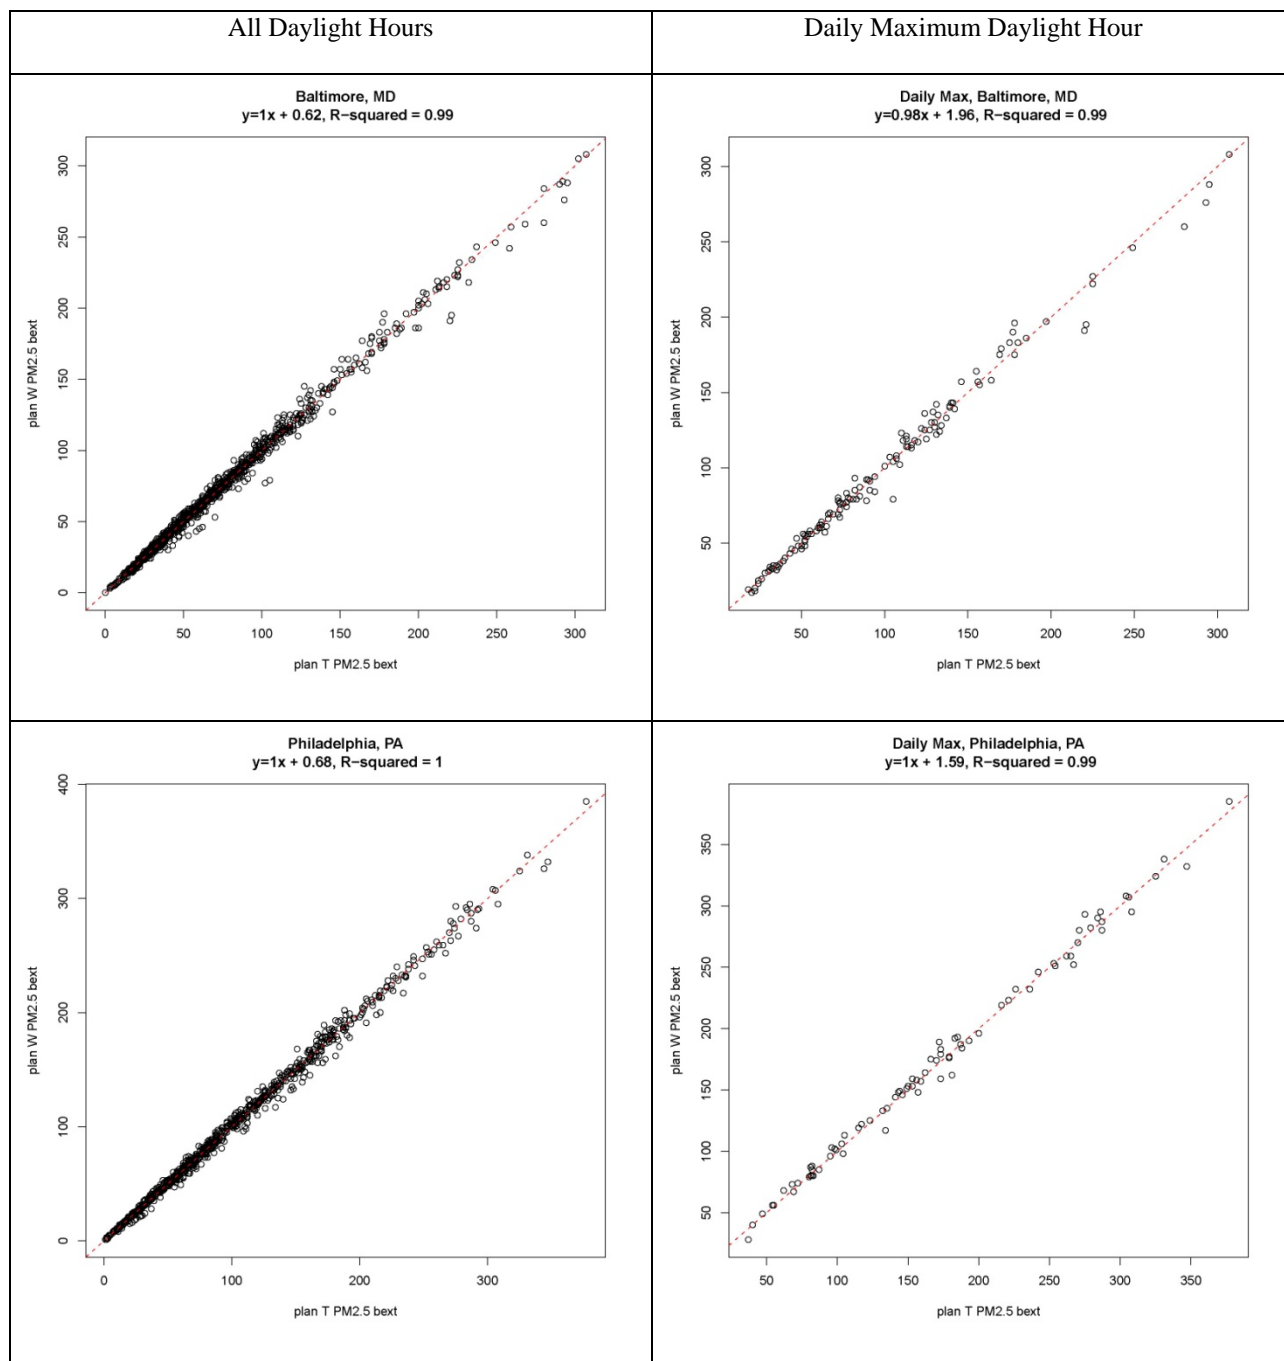 All Daylight Hours
Daily Maximum Daylight Hour
Baltimore, MD
y=1x + 0.62, R−squared = 0.99
plan W PM2.5 bext
300
250
200
150
100
50
0
0 50 100 150 200 250 300
plan T PM2.5 bext
Daily Max, Baltimore, MD
y=0.98x + 1.96, R−squared = 0.99
plan W PM2.5 bext
300
250
200
150
100
50
50 100 150 200 250 300
plan T PM2.5 bext
Philadelphia, PA
y=1x + 0.68, R−squared = 1
plan W PM2.5 bext
400
300
200
100
0
0 100 200 300
plan T PM2.5 bext
Daily Max, Philadelphia, PA
y=1x + 1.59, R−squared = 0.99
plan W PM2.5 bext
350
300
250
200
150
100
50
50 100 150 200 250 300 350
plan T PM2.5 bext